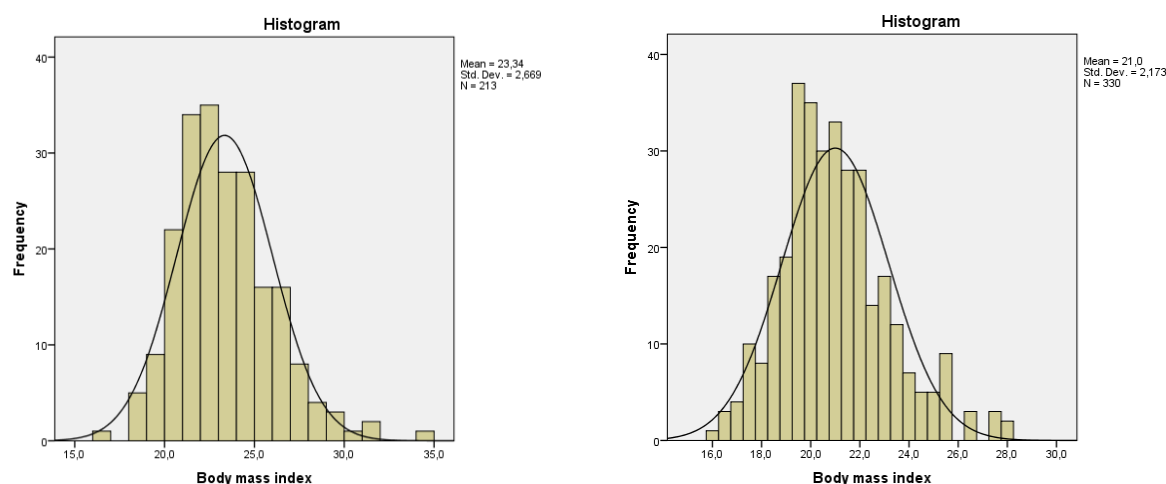 Histogram
Mean = 23,34
Std. Dev. = 2,669
N = 213
40
30
20
10
0
Frequency
15,0 20,0 25,0 30,0 35,0
Body mass index
Histogram
Mean = 21,0
Std. Dev. = 2,173
N = 330
40
30
20
10
0
Frequency
16,0 18,0 20,0 22,0 24,0 26,0 28,0 30,0
Body mass index